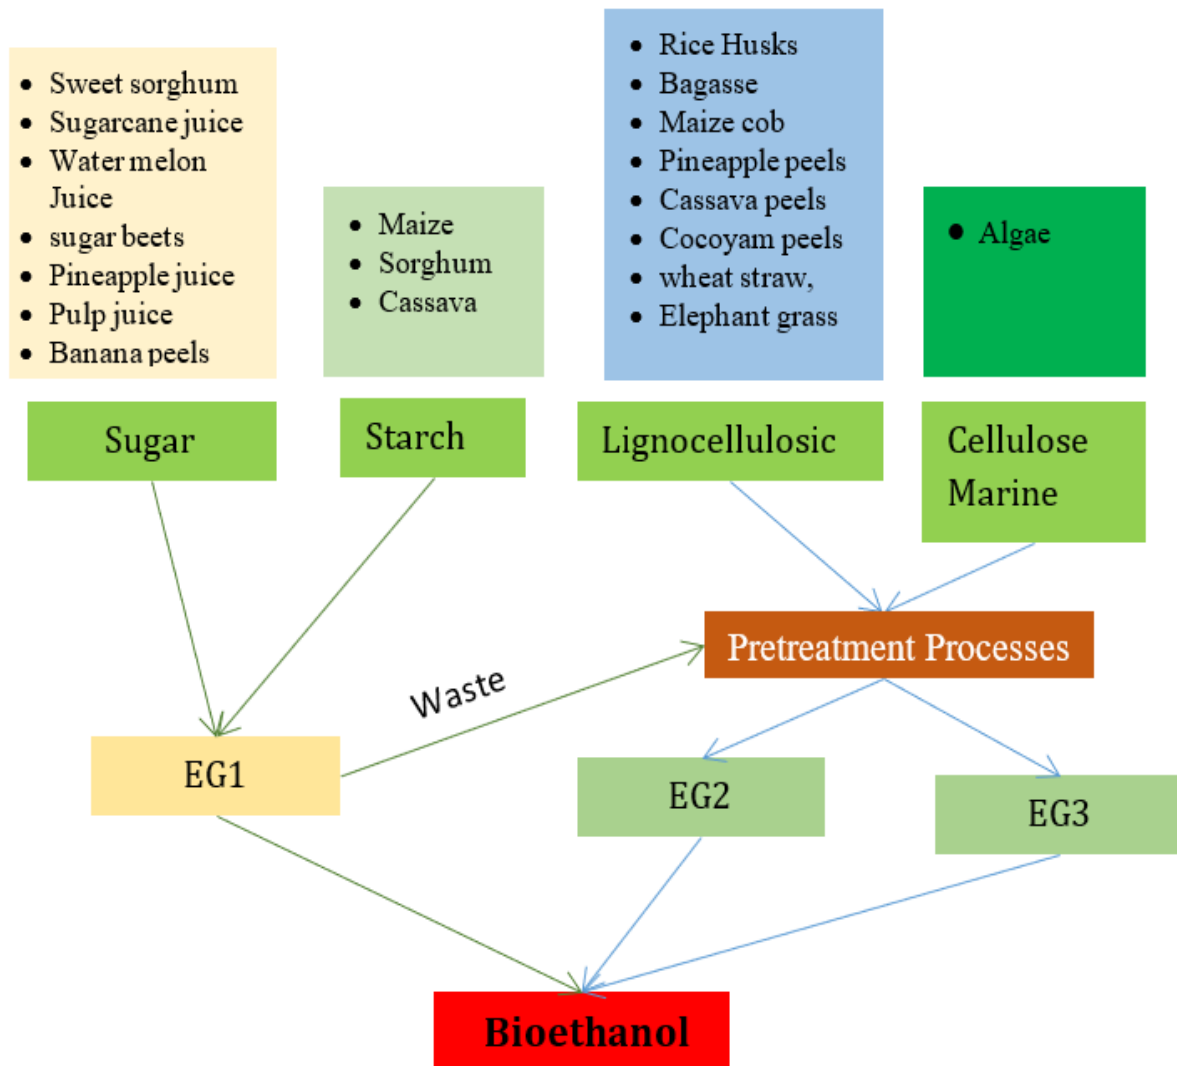 • Sweet sorghum
• Sugarcane juice
• Water melon
Juice
• sugar beets
• Pineapple juice
• Pulp juice
• Banana peels
• Maize
• Sorghum
• Cassava
• Rice Husks
• Bagasse
• Maize cob
• Pineapple peels
• Cassava peels
• Cocoyam peels
• wheat straw,
• Elephant grass
• Algae
Sugar
Starch
Lignocellulosic
Cellulose
Marine
Pretreatment Processes
Waste
EG1
EG2
EG3
Bioethanol